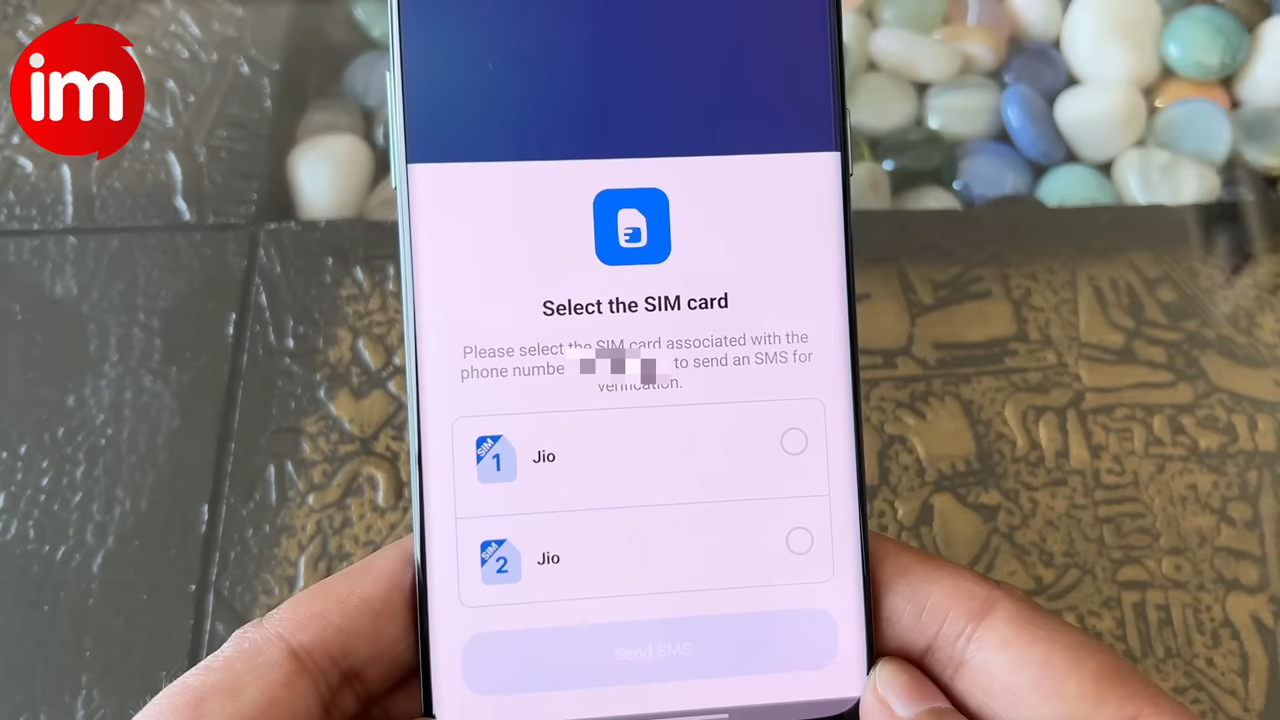 im
Select the SIM card
Please select the SIM card associated with the
phone numbe to send an SMS for
verification.
SIM
1
Jio
SIM
2
Jio
Send SMS